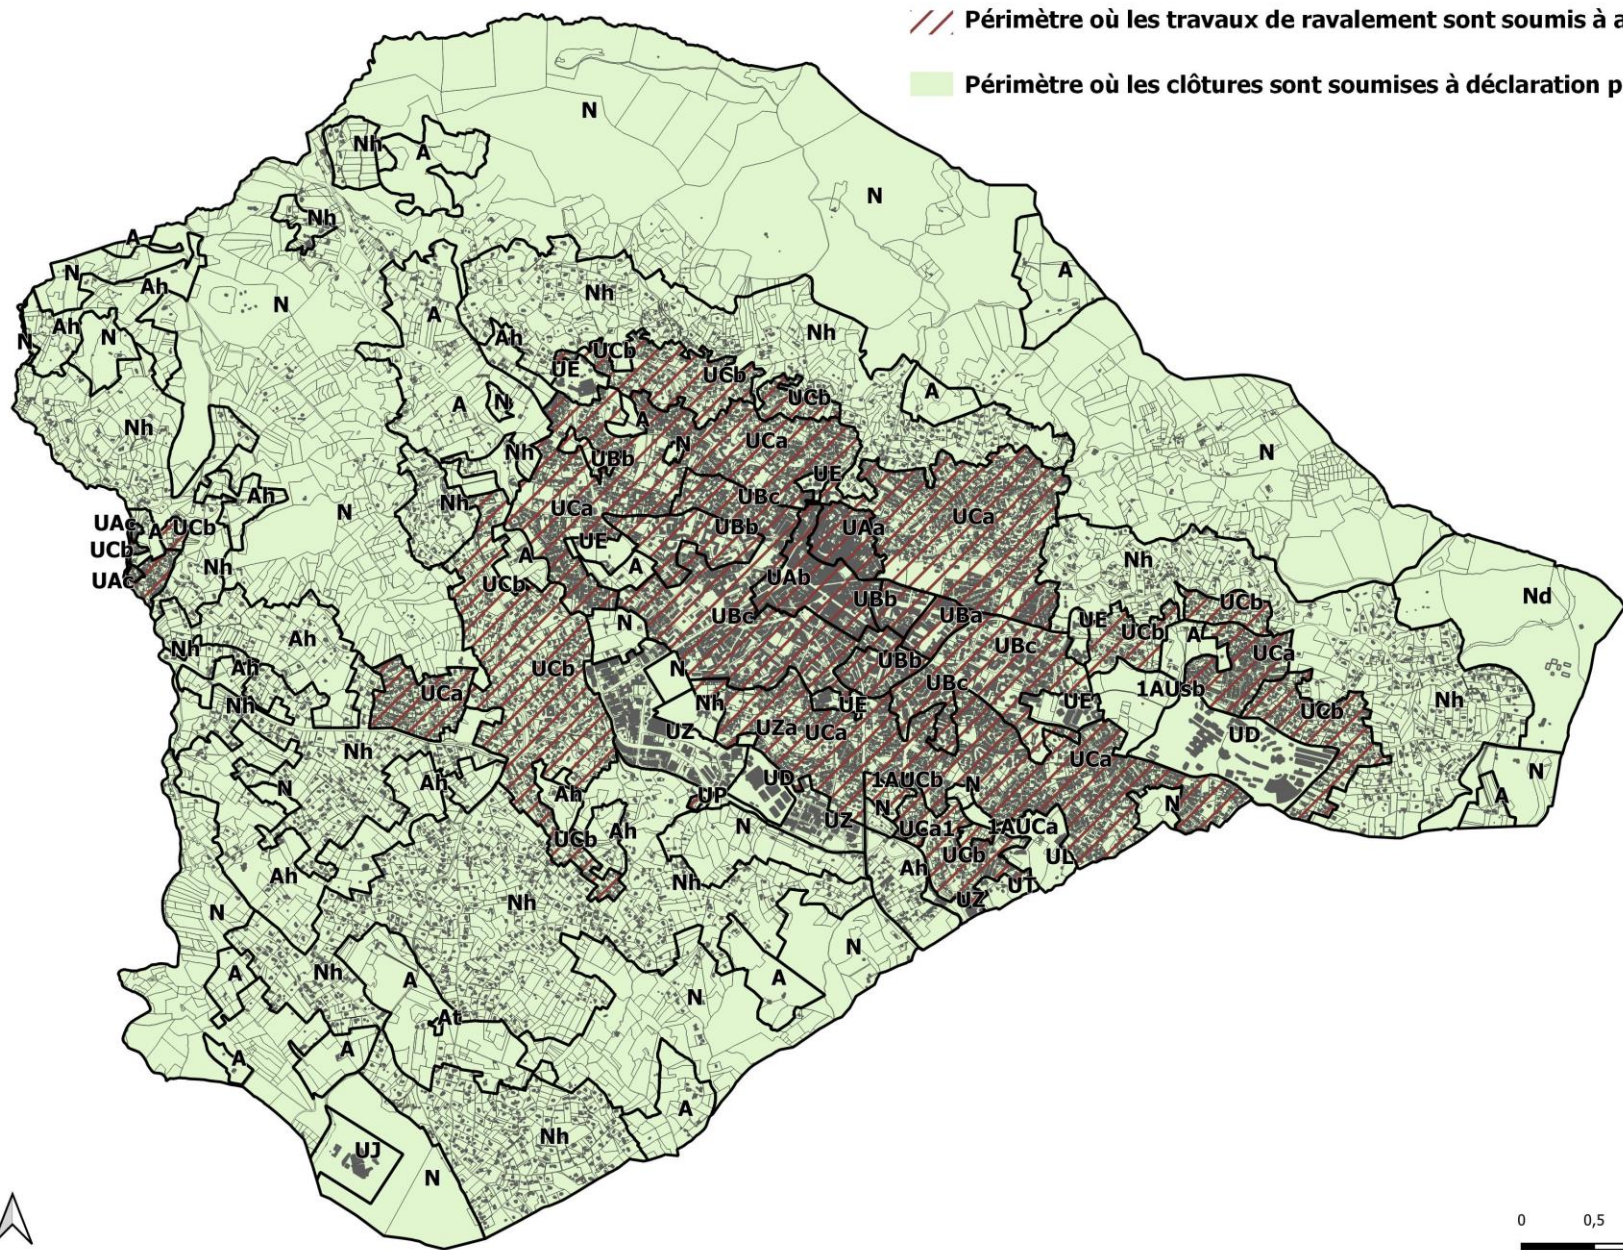 Périmètre où les travaux de ravalement sont soumis à a
Périmètre où les clôtures sont soumises à déclaration p
N
Nh
A
N
Nh
A
A
N
Ah
N
Nh
A
Nh
Ah
N
N
Ah
UCb
UE
UCb
A
UCb
A
N
A
Nh
UCa
N
N
Nh
UBb
UE
Nh
Ah
UBc
N
UCa
UAa
UCa
UAc
A
UCb
UBb
UE
UCb
Nh
A
Nh
UAc
UAb
UCb
UBb
Nd
UCb
UBc
UBa
UE
N
UCb
A
Ah
Nh
UBc
UCa
Ah
UCb
N
UBb
UBc
1AUsb
UCa
Nh
Nh
UE
UE
Nh
UCb
UZ
UZa
UCa
UD
Nh
UCa
N
UD
1AUCb
N
Ah
N
Ah
UP
A
N
N
UZ
N
UCa1
1AUCa
Ah
UCb
UCb
UL
Ah
Ah
Nh
UT
Nh
UZ
N
N
Nh
A
A
A
N
At
A
A
A
Nh
UJ
N
0 0,5